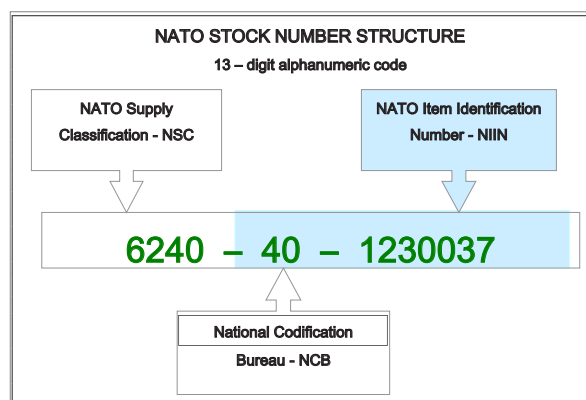 NATO STOCK NUMBER STRUCTURE
13 – digit alphanumeric code
NATO Supply
Classification - NSC
NATO Item Identification
Number - NIIN
6240 – 40 – 1230037
National Codification
Bureau - NCB